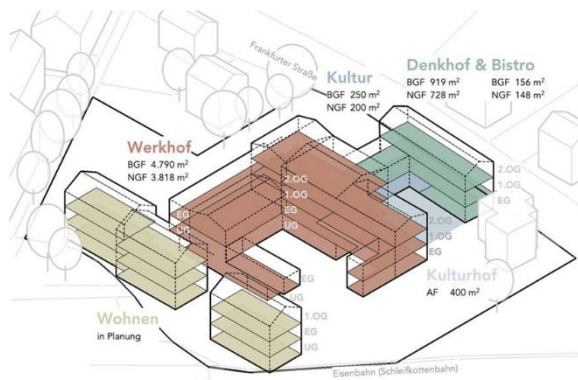 Frankfurter Straße
Kultur
BGF 250 m²
NGF 200 m²
Denkhof & Bistro
BGF 919 m² BGF 156 m²
NGF 728 m² NGF 148 m²
Werkhof
BGF 4.790 m²
NGF 3.818 m²
2.OG
1.OG
EG
UG
2.OG
1.OG
EG
EG
UG
2.OG
1.OG
EG
Kulturhof
AF 400 m²
EG
UG
1.OG
EG
UG
Wohnen
in Planung
Eisenbahn (Schleifkottenbahn)